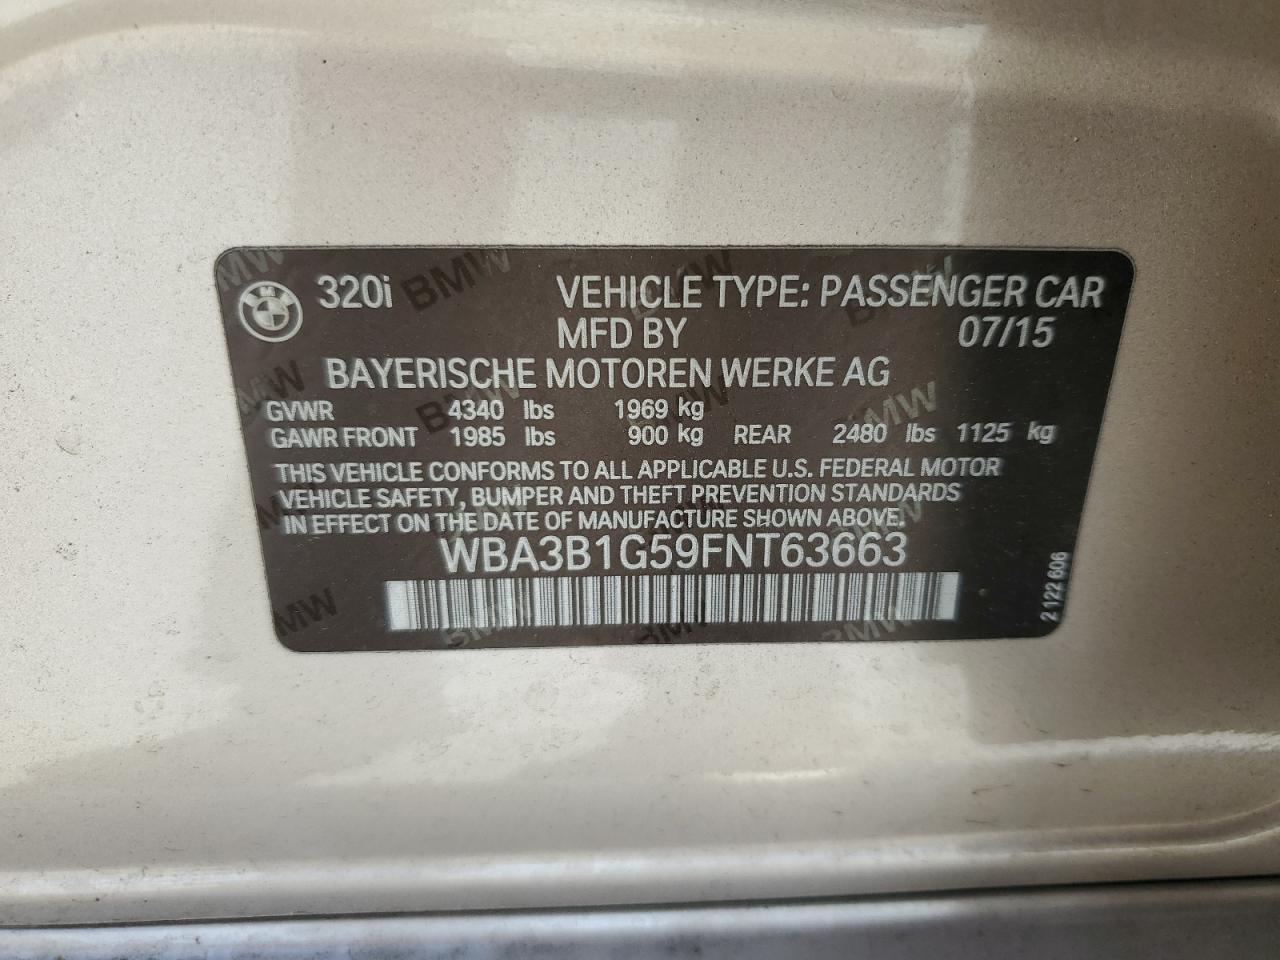 320i VEHICLE TYPE: PASSENGER CAR
MFD BY 07/15
BAYERISCHE MOTOREN WERKE AG
GVWR 4340 lbs 1969 kg
GAWR FRONT 1985 lbs 900 kg REAR 2480 lbs 1125 kg
THIS VEHICLE CONFORMS TO ALL APPLICABLE U.S. FEDERAL MOTOR
VEHICLE SAFETY, BUMPER AND THEFT PREVENTION STANDARDS
IN EFFECT ON THE DATE OF MANUFACTURE SHOWN ABOVE.
WBA3B1G59FNT63663
2 122 606